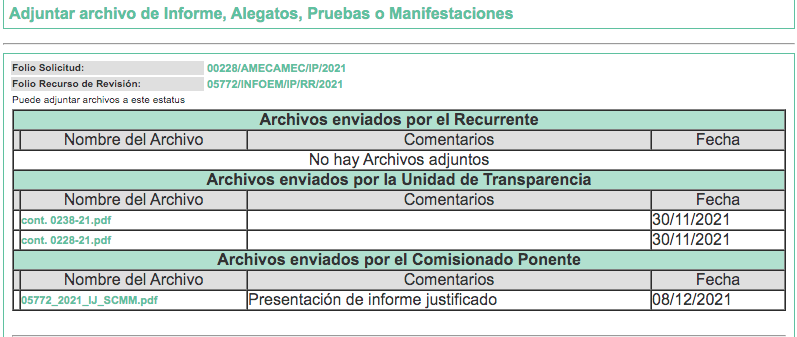 Adjuntar archivo de Informe, Alegatos, Pruebas o Manifestaciones
Folio Solicitud: 00228/AMECAMEC/IP/2021
Folio Recurso de Revisión: 05772/INFOEM/IP/RR/2021
Puede adjuntar archivos a este estatus
Archivos enviados por el Recurrente
Nombre del Archivo Comentarios Fecha
No hay Archivos adjuntos
Archivos enviados por la Unidad de Transparencia
Nombre del Archivo Comentarios Fecha
cont. 0238-21.pdf 30/11/2021
cont. 0228-21.pdf 30/11/2021
Archivos enviados por el Comisionado Ponente
Nombre del Archivo Comentarios Fecha
05772_2021_IJ_SCMM.pdf Presentación de informe justificado 08/12/2021